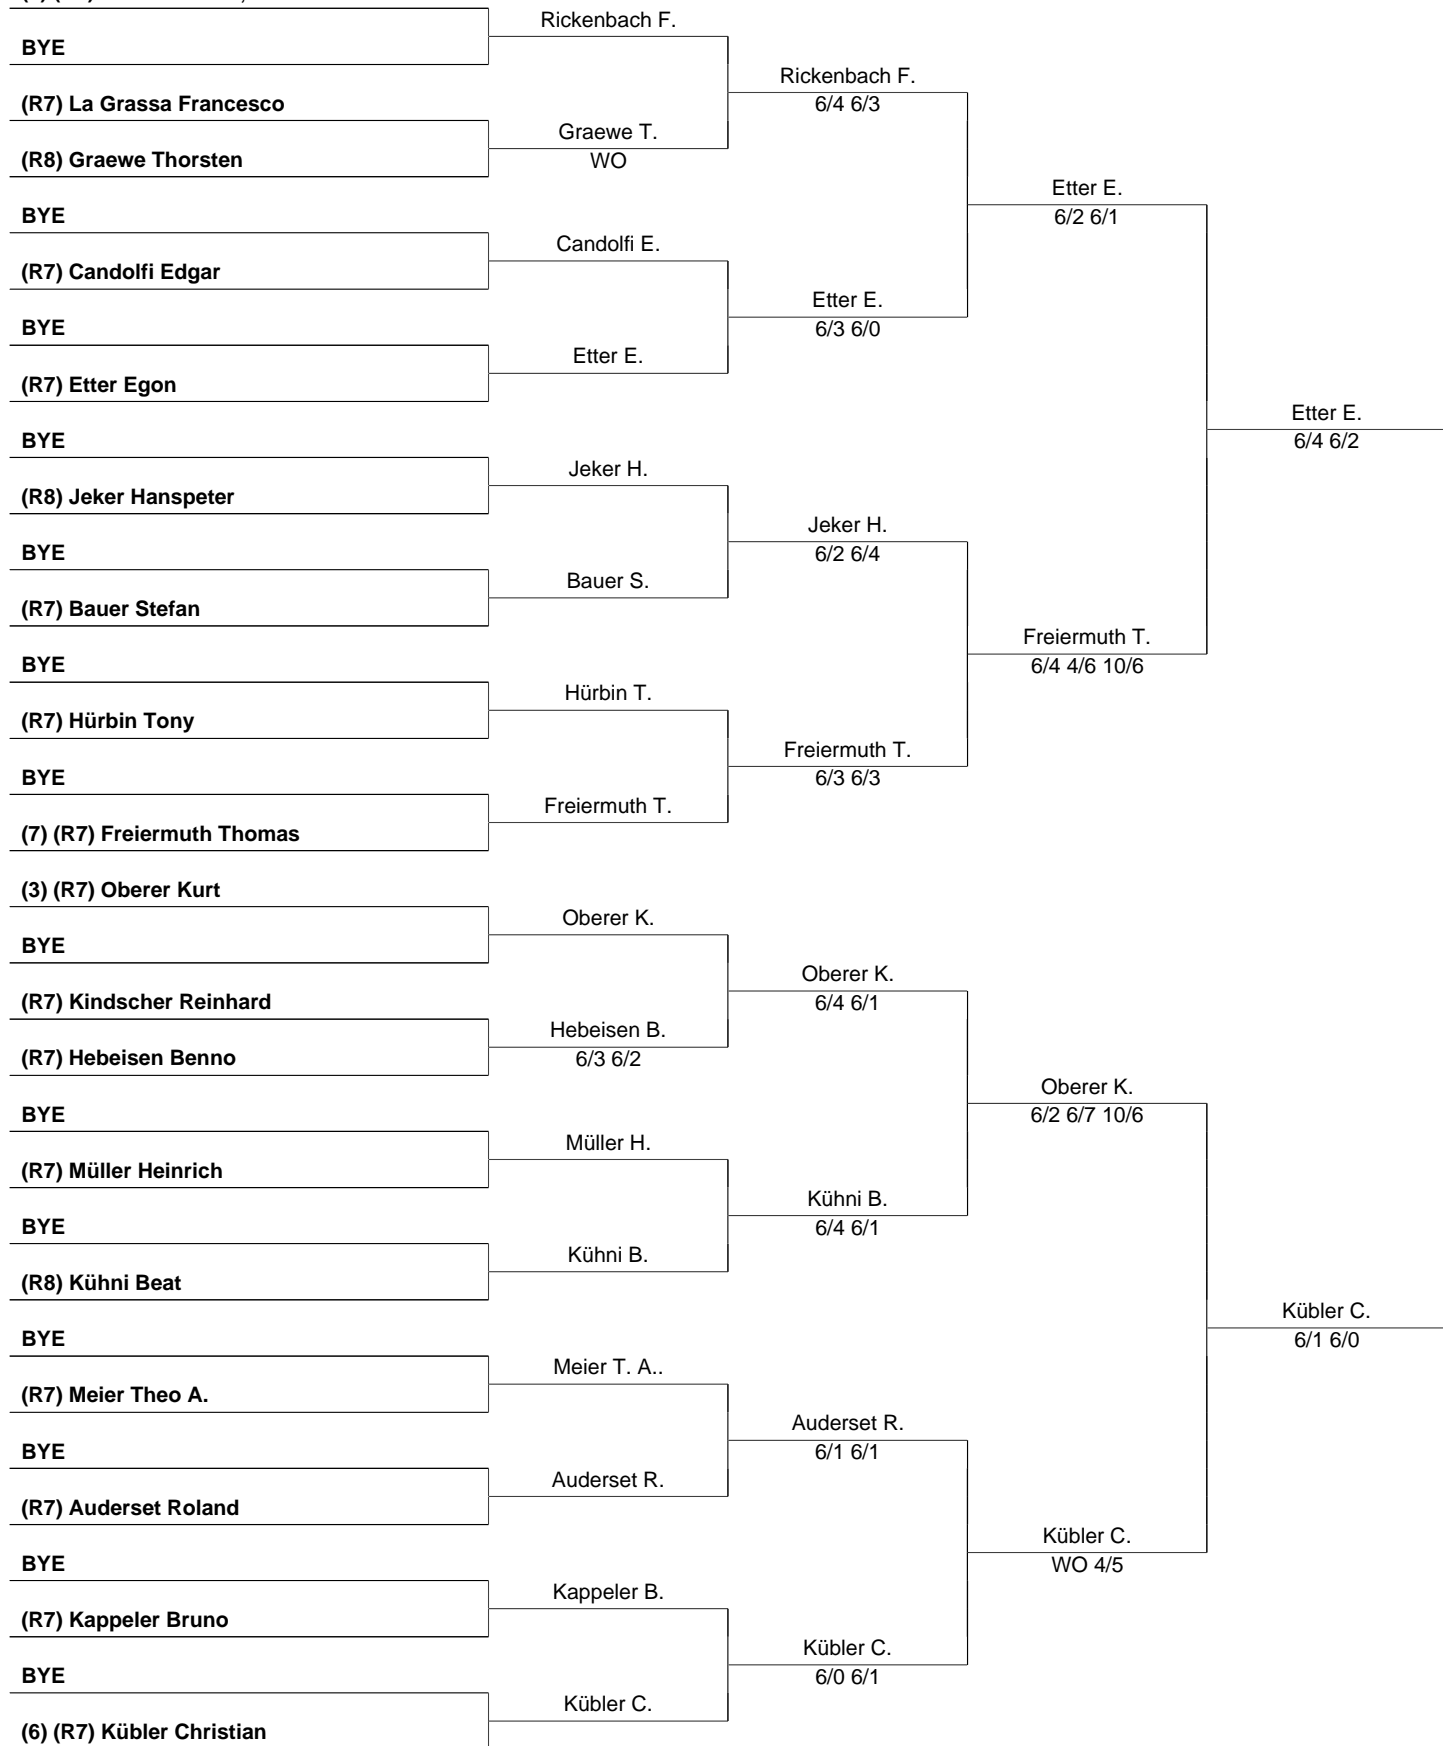 BYE
(R7) La Grassa Francesco
(R8) Graewe Thorsten
BYE
(R7) Candolfi Edgar
BYE
(R7) Etter Egon
BYE
(R8) Jeker Hanspeter
BYE
(R7) Bauer Stefan
BYE
(R7) Hürbin Tony
BYE
(7) (R7) Freiermuth Thomas
(3) (R7) Oberer Kurt
BYE
(R7) Kindscher Reinhard
(R7) Hebeisen Benno
BYE
(R7) Müller Heinrich
BYE
(R8) Kühni Beat
BYE
(R7) Meier Theo A.
BYE
(R7) Auderset Roland
BYE
(R7) Kappeler Bruno
BYE
(6) (R7) Kübler Christian
Rickenbach F.
Graewe T.
WO
Candolfi E.
Etter E.
Jeker H.
Bauer S.
Hürbin T.
Freiermuth T.
Oberer K.
Hebeisen B.
6/3 6/2
Müller H.
Kühni B.
Meier T. A..
Auderset R.
Kappeler B.
Kübler C.
Rickenbach F.
6/4 6/3
Etter E.
6/3 6/0
Jeker H.
6/2 6/4
Freiermuth T.
6/3 6/3
Oberer K.
6/4 6/1
Kühni B.
6/4 6/1
Auderset R.
6/1 6/1
Kübler C.
6/0 6/1
Etter E.
6/2 6/1
Freiermuth T.
6/4 4/6 10/6
Oberer K.
6/2 6/7 10/6
Kübler C.
WO 4/5
Etter E.
6/4 6/2
Kübler C.
6/1 6/0